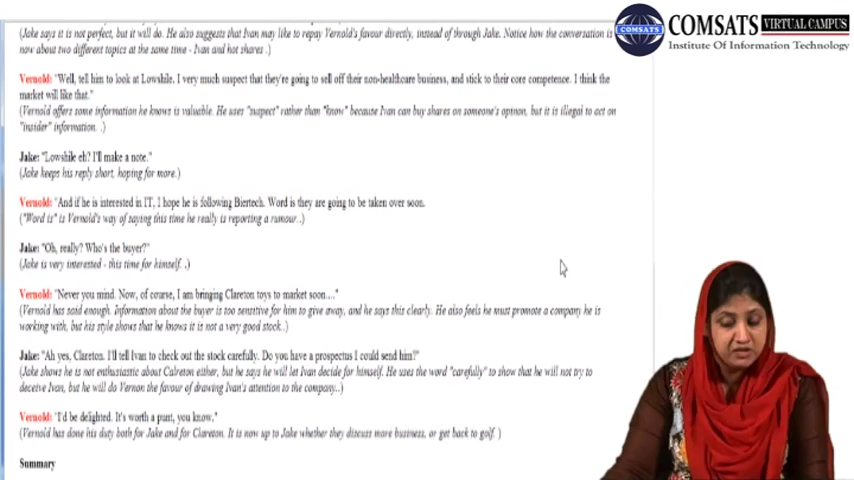 (Jake says it is not perfect, but it will do. He also suggests that Ivan may like to repay Vernold's favour directly, instead of through Jake. Notice how the conversation is
now about two different topics at the same time - Ivan and hot shares .)
Vernold: "Well, tell him to look at Lowshile. I very much suspect that they're going to sell off their non-healthcare business, and stick to their core competence. I think the
market will like that."
(Vernold offers some information he knows is valuable. He uses "suspect" rather than "know" because Ivan can buy shares on someone's opinon, but it is illegal to act on
"insider" information. .)
Jake: "Lowshile eh? I'll make a note."
(Jake keeps his reply short, hoping for more.)
Vernold: "And if he is interested in IT, I hope he is following Biertech. Word is they are going to be taken over soon.
("Word is" is Vernold's way of saying this time he really is reporting a rumour. .)
Jake: "Oh, really? Who's the buyer?"
(Jake is very interested - this time for himself. .)
Vernold: "Never you mind. Now, of course, I am bringing Clareton toys to market soon...."
(Vernold has said enough. Information about the buyer is too sensitive for him to give away, and he says this clearly. He also feels he must promote a company he is
working with, but his style shows that he knows it is not a very good stock.)
Jake: "Ah yes, Clareton. I'll tell Ivan to check out the stock carefully. Do you have a prospectus I could send him?"
(Jake shows he is not enthusiastic about Calreton either, but he says he will let Ivan decide for himself. He uses the word "carefully" to show that he will not try to
deceive Ivan, but he will do Vernon the favour of drawing Ivan's attention to the company. .)
Vernold: "I'd be delighted. It's worth a punt, you know."
(Vernold has done his duty both for Jake and for Clareton. It is now up to Jake whether they discuss more business, or get back to golf. )
Summary
COMSATS VIRTUAL CAMPUS
Institute Of Information Technology
COMSATS